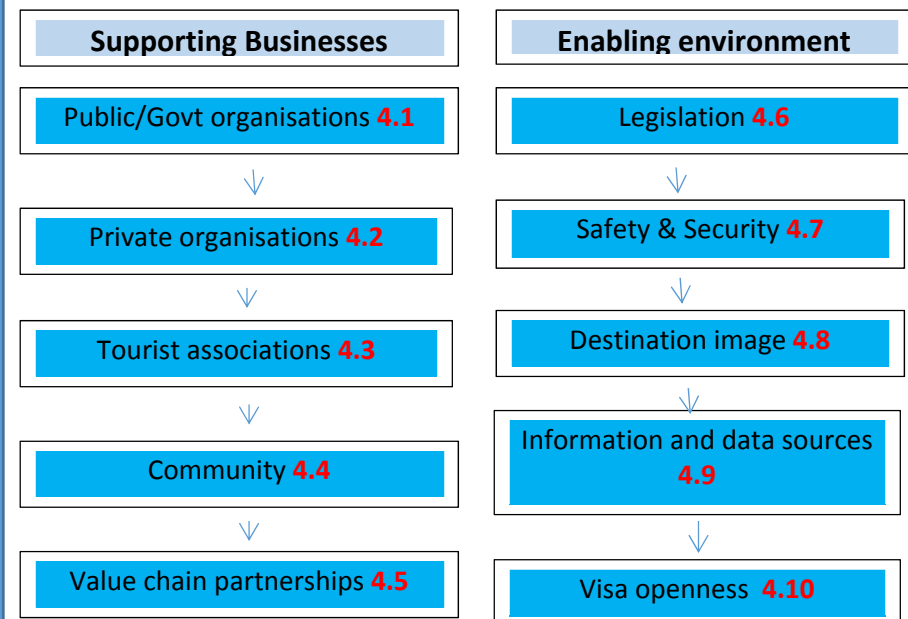 Supporting Businesses
Public/Govt organisations 4.1
Private organisations 4.2
Tourist associations 4.3
Community 4.4
Value chain partnerships 4.5
Enabling environment
Legislation 4.6
Safety & Security 4.7
Destination image 4.8
Information and data sources
4.9
Visa openness 4.10